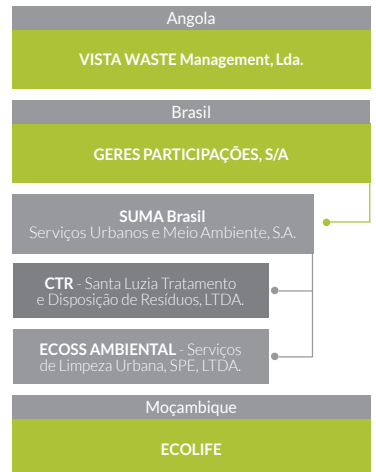 Angola
VISTA WASTE Management, Lda.
Brasil
GERES PARTICIPAÇÕES, S/A
SUMA Brasil
Serviços Urbanos e Meio Ambiente, S.A.
CTR - Santa Luzia Tratamento
e Disposição de Resíduos, LTDA.
ECOSS AMBIENTAL - Serviços
de Limpeza Urbana, SPE, LTDA.
Moçambique
ECOLIFE